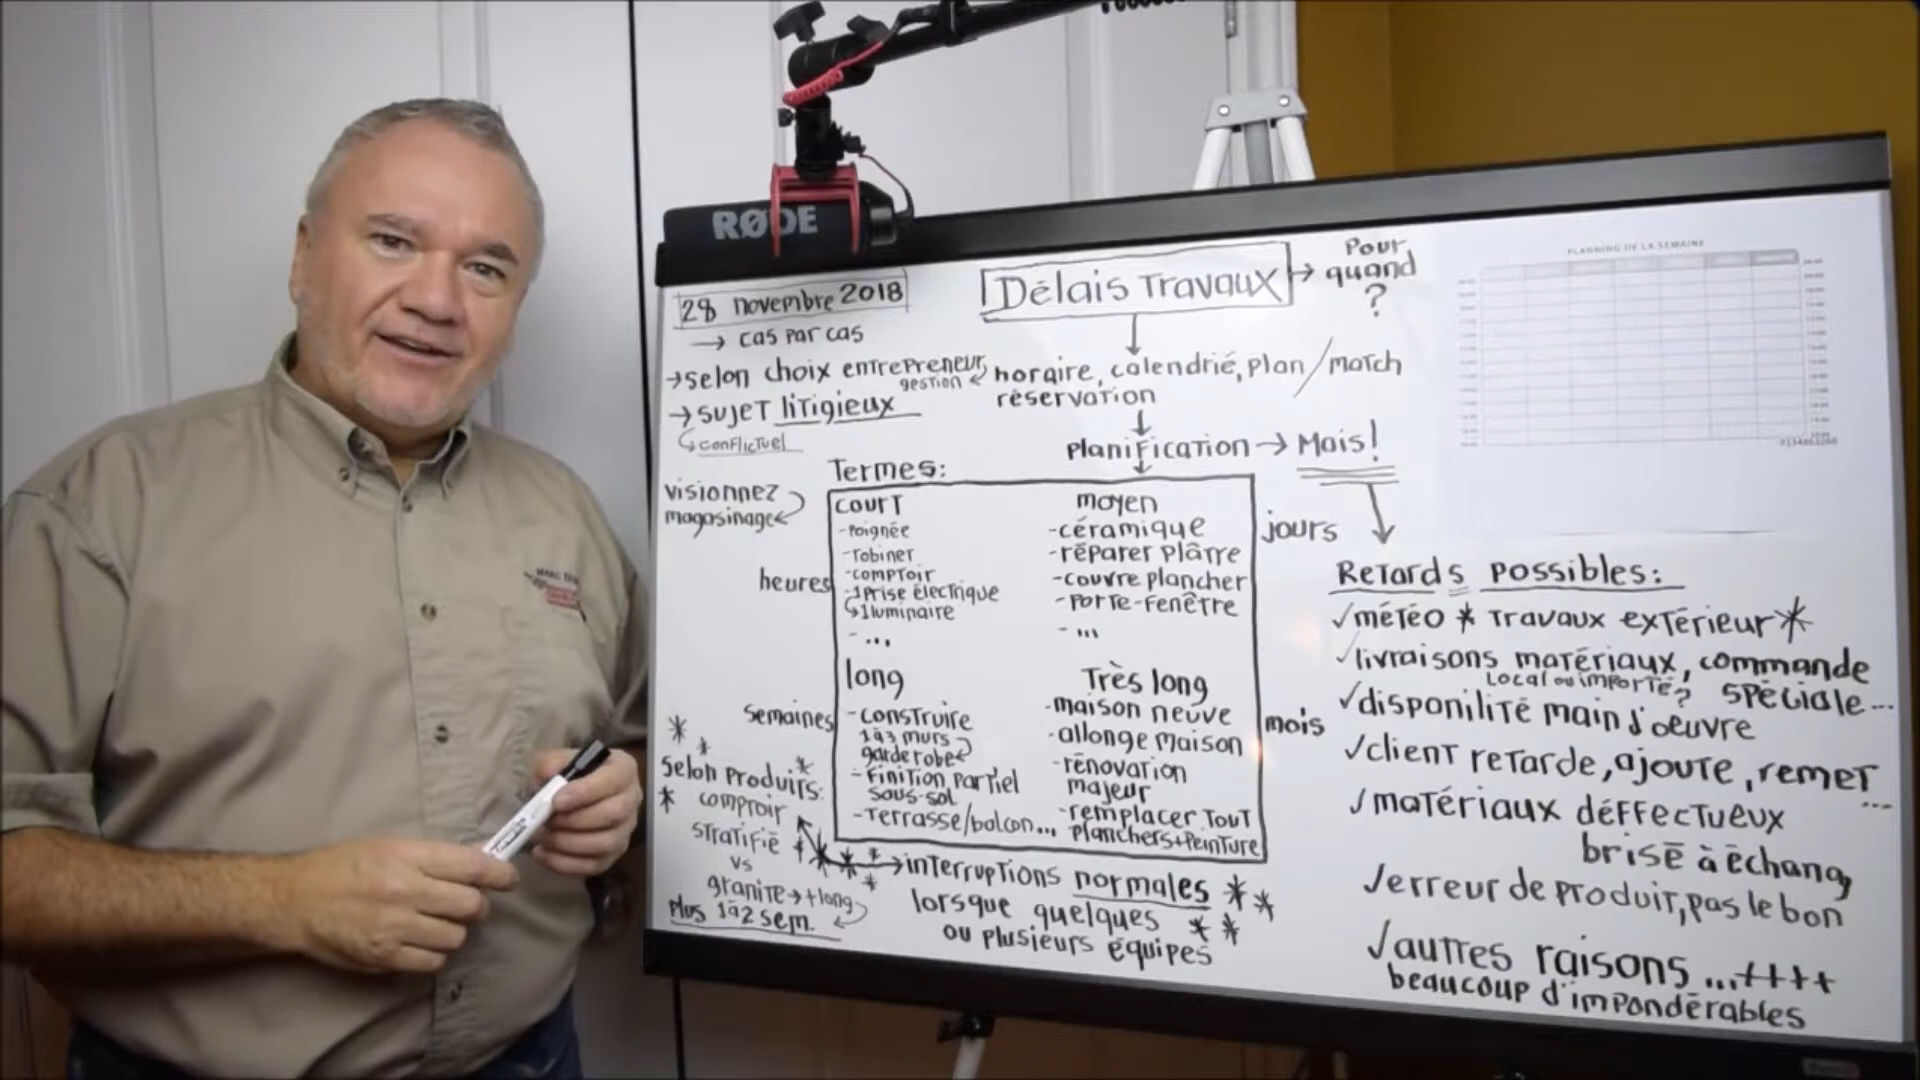 RØDE
28 novembre 2018
→ cas par cas
→ selon choix entrepreneur
gestion
→ sujet litigieux
conflictuel
Délais Travaux → Pour quand ?
horaire, calendrié, plan / match
réservation
Planification → Mais!
PLANNING DE LA SEMAINE
visionnez
magasinage
Termes:
court
- Poignée
- robiner
- comptoir
- 1 prise électrique
1 luminaire
- ...
heures
moyen
- céramique
- réparer plâtre
- couvre plancher
- Porte-fenêtre
- ...
jours
long
- construire
1 à 3 murs
garde robe
- Finition partiel
sous-sol
- Terrasse/balcon...
semaines
Très long
- maison neuve
- allonge maison
- rénovation
majeur
- remplacer tout
planchers+peinture
mois
selon produits:
comptoir
stratifié
vs
granite → + long
plus 1 à 2 sem.
→ interruptions normales
lorsque quelques
ou plusieurs équipes
Retards possibles:
✓ météo * travaux extérieur *
✓ livraisons matériaux, commande
local ou importé? spéciale...
✓ disponilité main d'oeuvre
✓ client retarde, ajoute, remet
...
✓ matériaux déffectueux
brisé à échang
✓ erreur de produit, pas le bon
✓ autres raisons ...++++
beaucoup d'impondérables
MARC